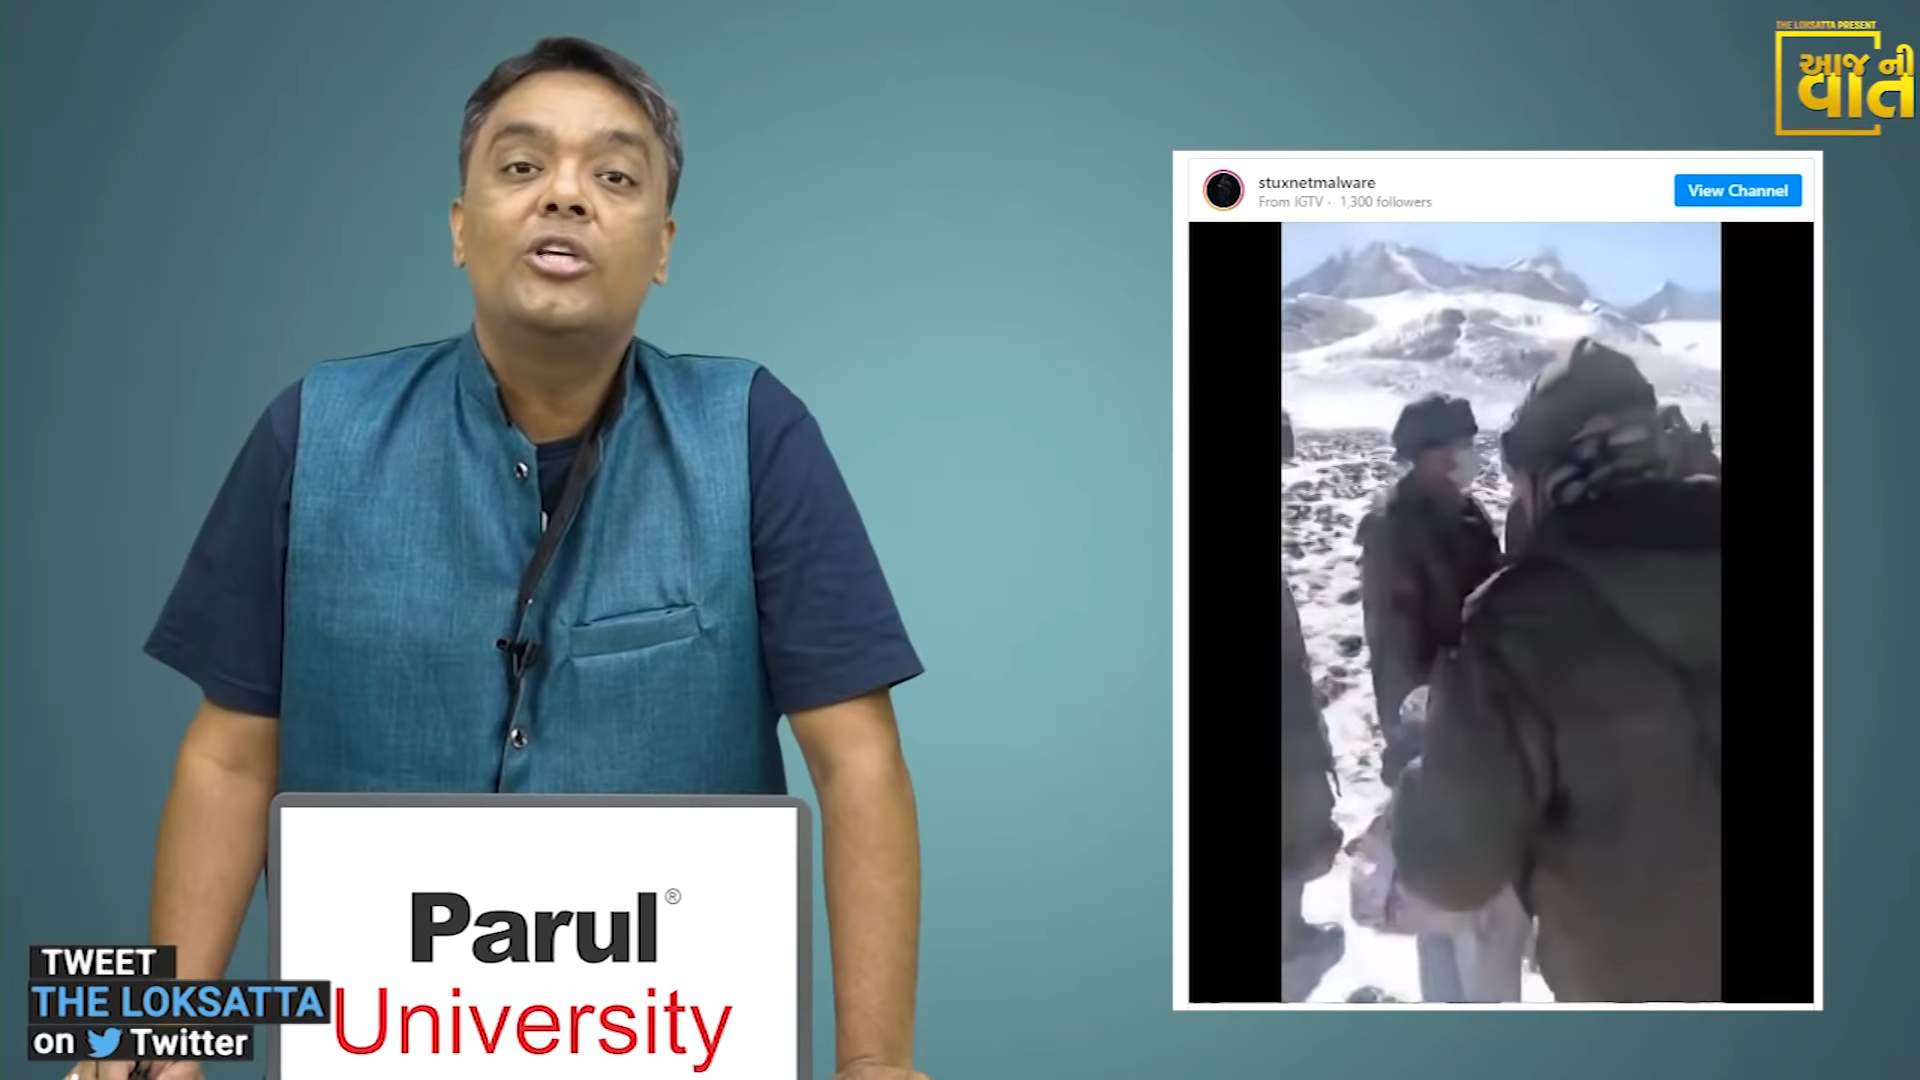 THE LOKSATTA PRESENT
આજ ની
વાત
stuxnetmalware
From IGTV · 1,300 followers
View Channel
Parul®
University
TWEET
THE LOKSATTA
on Twitter